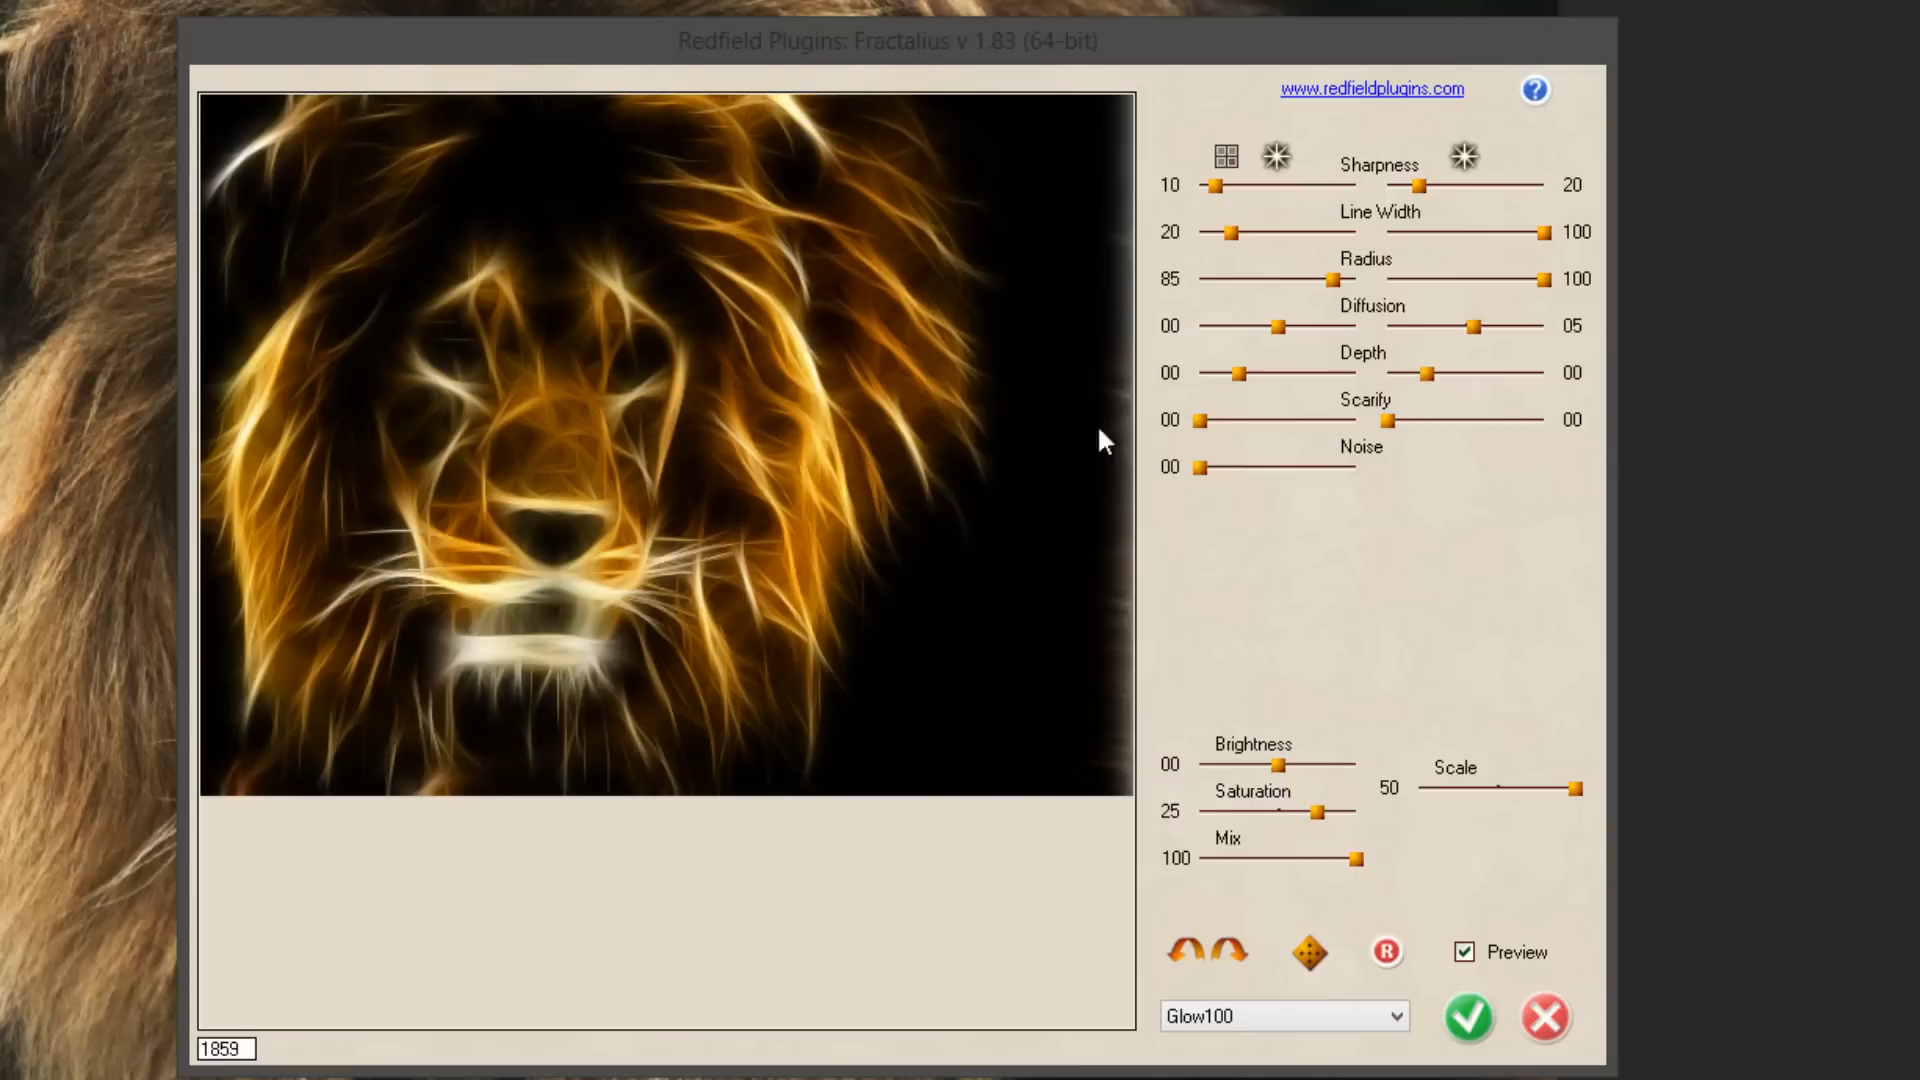 Redfield Plugins: Fractalius v 1.83 (64-bit)
www.redfieldplugins.com
?
Sharpness
10 20
Line Width
20 100
Radius
85 100
Diffusion
00 05
Depth
00 00
Scarify
00 00
Noise
00
Brightness
00
Scale
50
Saturation
25
Mix
100
R Preview
Glow100
1859